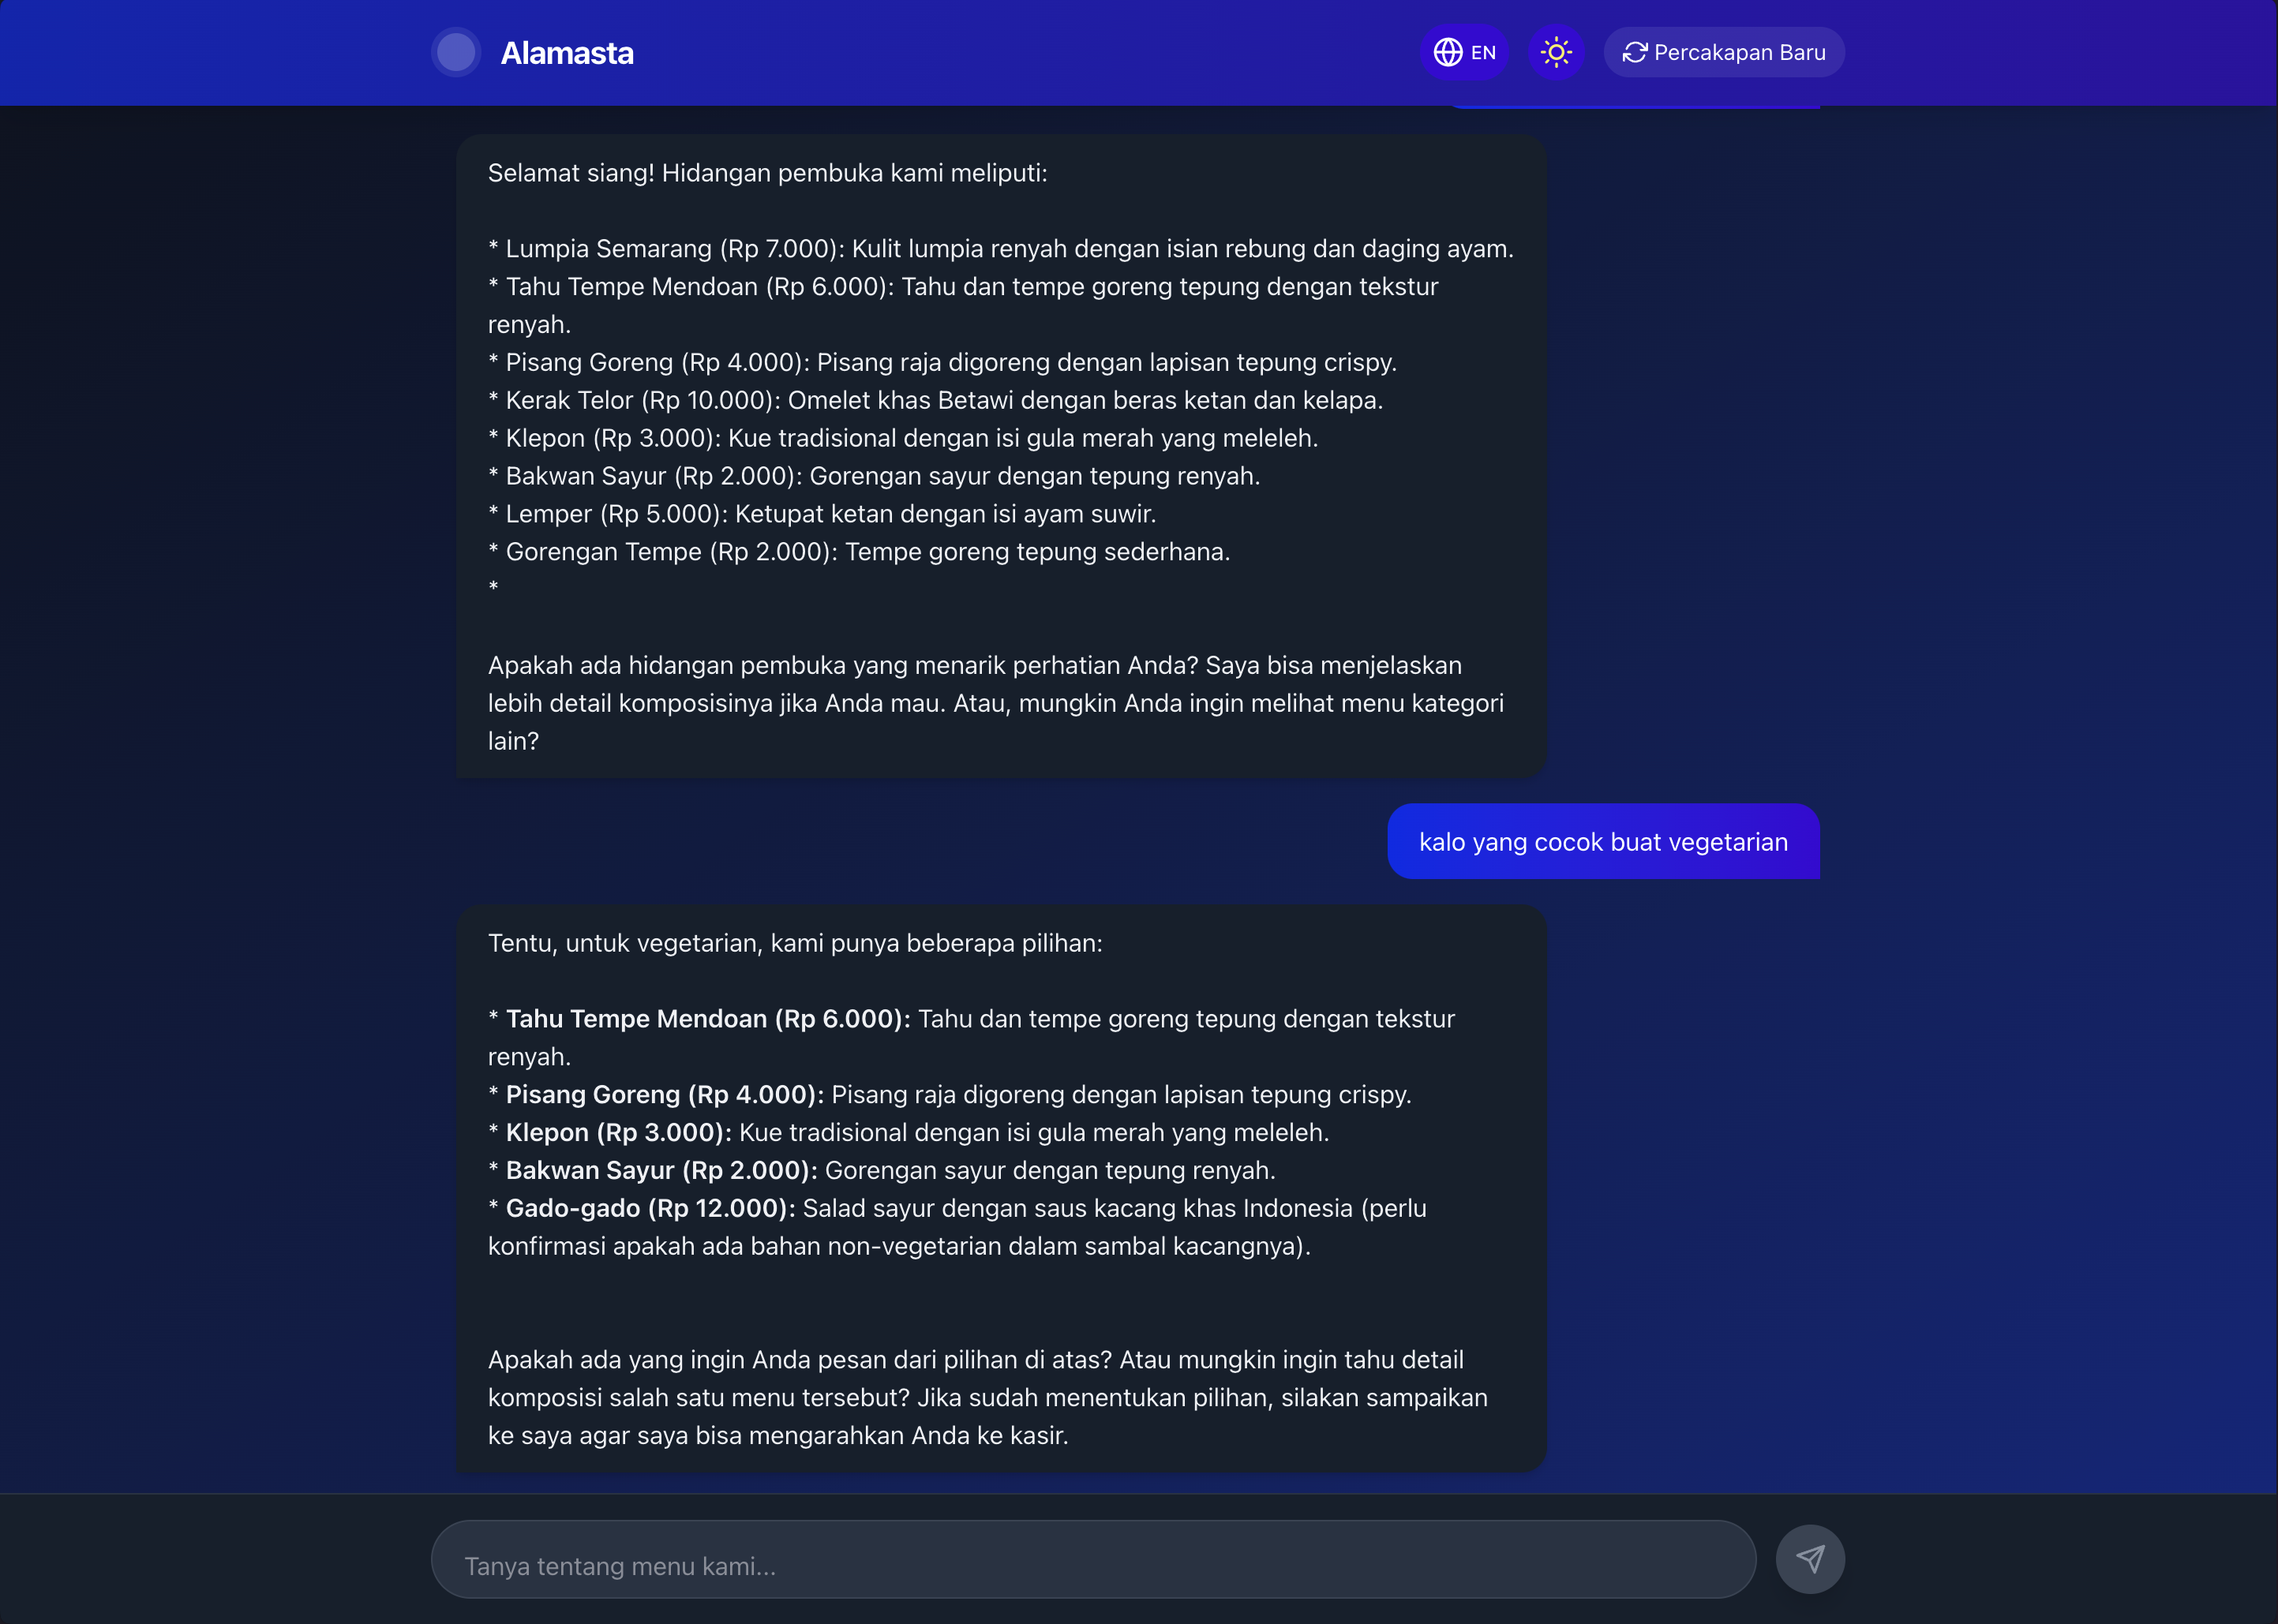 Alamasta
EN
Percakapan Baru
Selamat siang! Hidangan pembuka kami meliputi:
* Lumpia Semarang (Rp 7.000): Kulit lumpia renyah dengan isian rebung dan daging ayam.
* Tahu Tempe Mendoan (Rp 6.000): Tahu dan tempe goreng tepung dengan tekstur
renyah.
* Pisang Goreng (Rp 4.000): Pisang raja digoreng dengan lapisan tepung crispy.
* Kerak Telor (Rp 10.000): Omelet khas Betawi dengan beras ketan dan kelapa.
* Klepon (Rp 3.000): Kue tradisional dengan isi gula merah yang meleleh.
* Bakwan Sayur (Rp 2.000): Gorengan sayur dengan tepung renyah.
* Lemper (Rp 5.000): Ketupat ketan dengan isi ayam suwir.
* Gorengan Tempe (Rp 2.000): Tempe goreng tepung sederhana.
*
Apakah ada hidangan pembuka yang menarik perhatian Anda? Saya bisa menjelaskan
lebih detail komposisinya jika Anda mau. Atau, mungkin Anda ingin melihat menu kategori
lain?
kalo yang cocok buat vegetarian
Tentu, untuk vegetarian, kami punya beberapa pilihan:
* Tahu Tempe Mendoan (Rp 6.000): Tahu dan tempe goreng tepung dengan tekstur
renyah.
* Pisang Goreng (Rp 4.000): Pisang raja digoreng dengan lapisan tepung crispy.
* Klepon (Rp 3.000): Kue tradisional dengan isi gula merah yang meleleh.
* Bakwan Sayur (Rp 2.000): Gorengan sayur dengan tepung renyah.
* Gado-gado (Rp 12.000): Salad sayur dengan saus kacang khas Indonesia (perlu
konfirmasi apakah ada bahan non-vegetarian dalam sambal kacangnya).
Apakah ada yang ingin Anda pesan dari pilihan di atas? Atau mungkin ingin tahu detail
komposisi salah satu menu tersebut? Jika sudah menentukan pilihan, silakan sampaikan
ke saya agar saya bisa mengarahkan Anda ke kasir.
Tanya tentang menu kami...